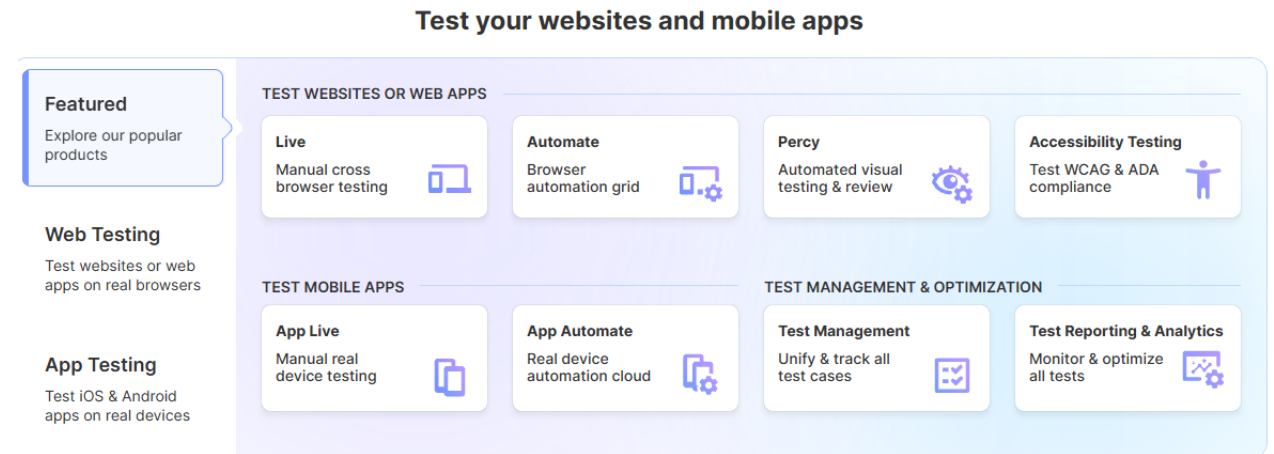 Test your websites and mobile apps
Featured
Explore our popular
products
Web Testing
Test websites or web
apps on real browsers
App Testing
Test iOS & Android
apps on real devices
TEST WEBSITES OR WEB APPS
Live
Manual cross
browser testing
Automate
Browser
automation grid
Percy
Automated visual
testing & review
Accessibility Testing
Test WCAG & ADA
compliance
TEST MOBILE APPS
App Live
Manual real
device testing
App Automate
Real device
automation cloud
TEST MANAGEMENT & OPTIMIZATION
Test Management
Unify & track all
test cases
Test Reporting & Analytics
Monitor & optimize
all tests